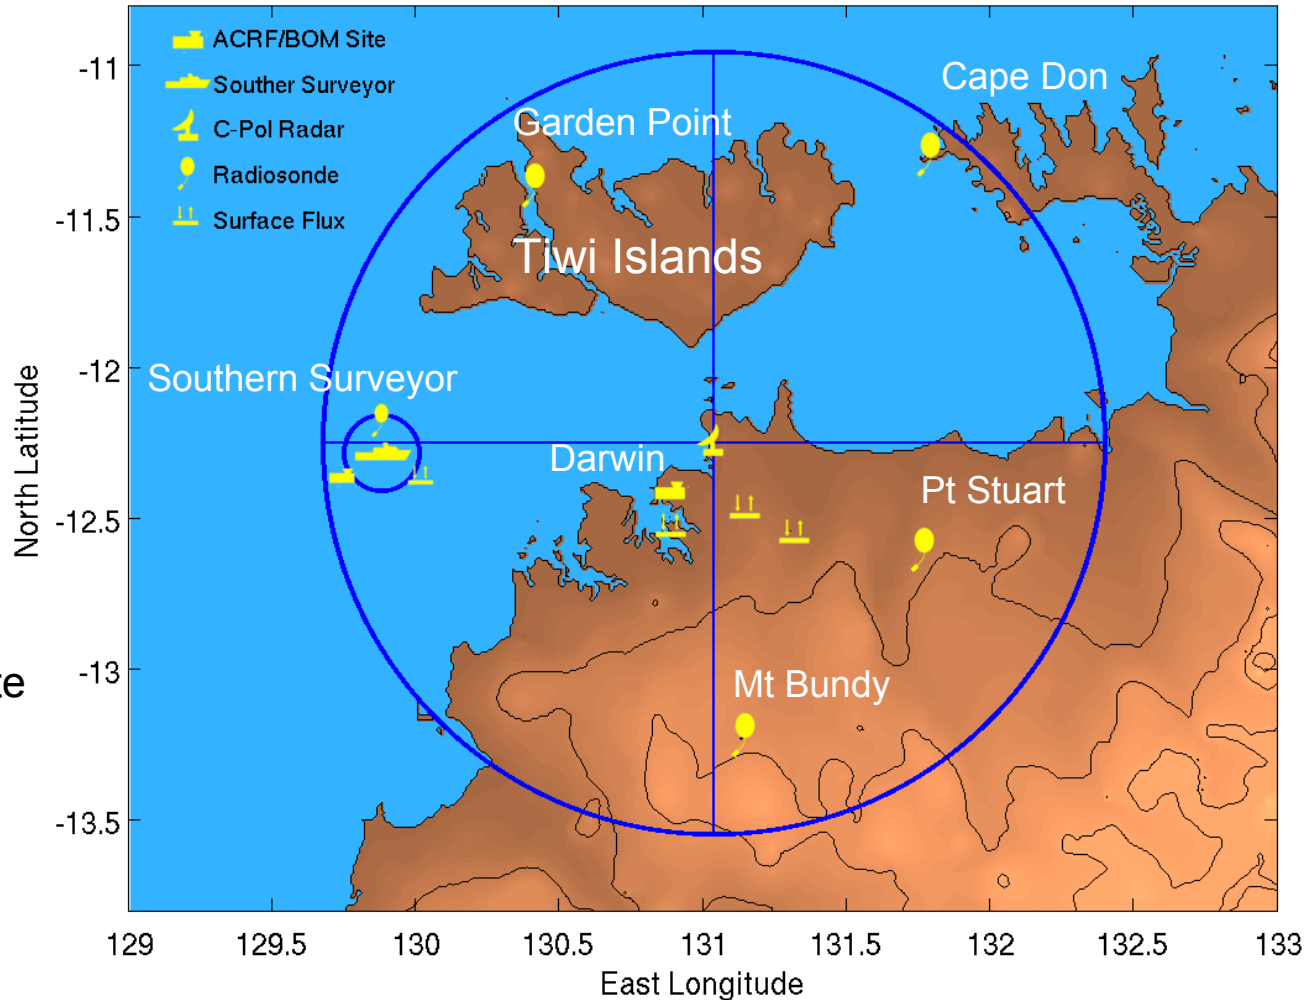 ACRF/BOM Site
Souther Surveyor
C-Pol Radar
Radiosonde
Surface Flux
Cape Don
Garden Point
Tiwi Islands
Southern Surveyor
Darwin
Pt Stuart
Mt Bundy
te
North Latitude
-11
-11.5
-12
-12.5
-13
-13.5
129
129.5
130
130.5
131
131.5
132
132.5
133
East Longitude